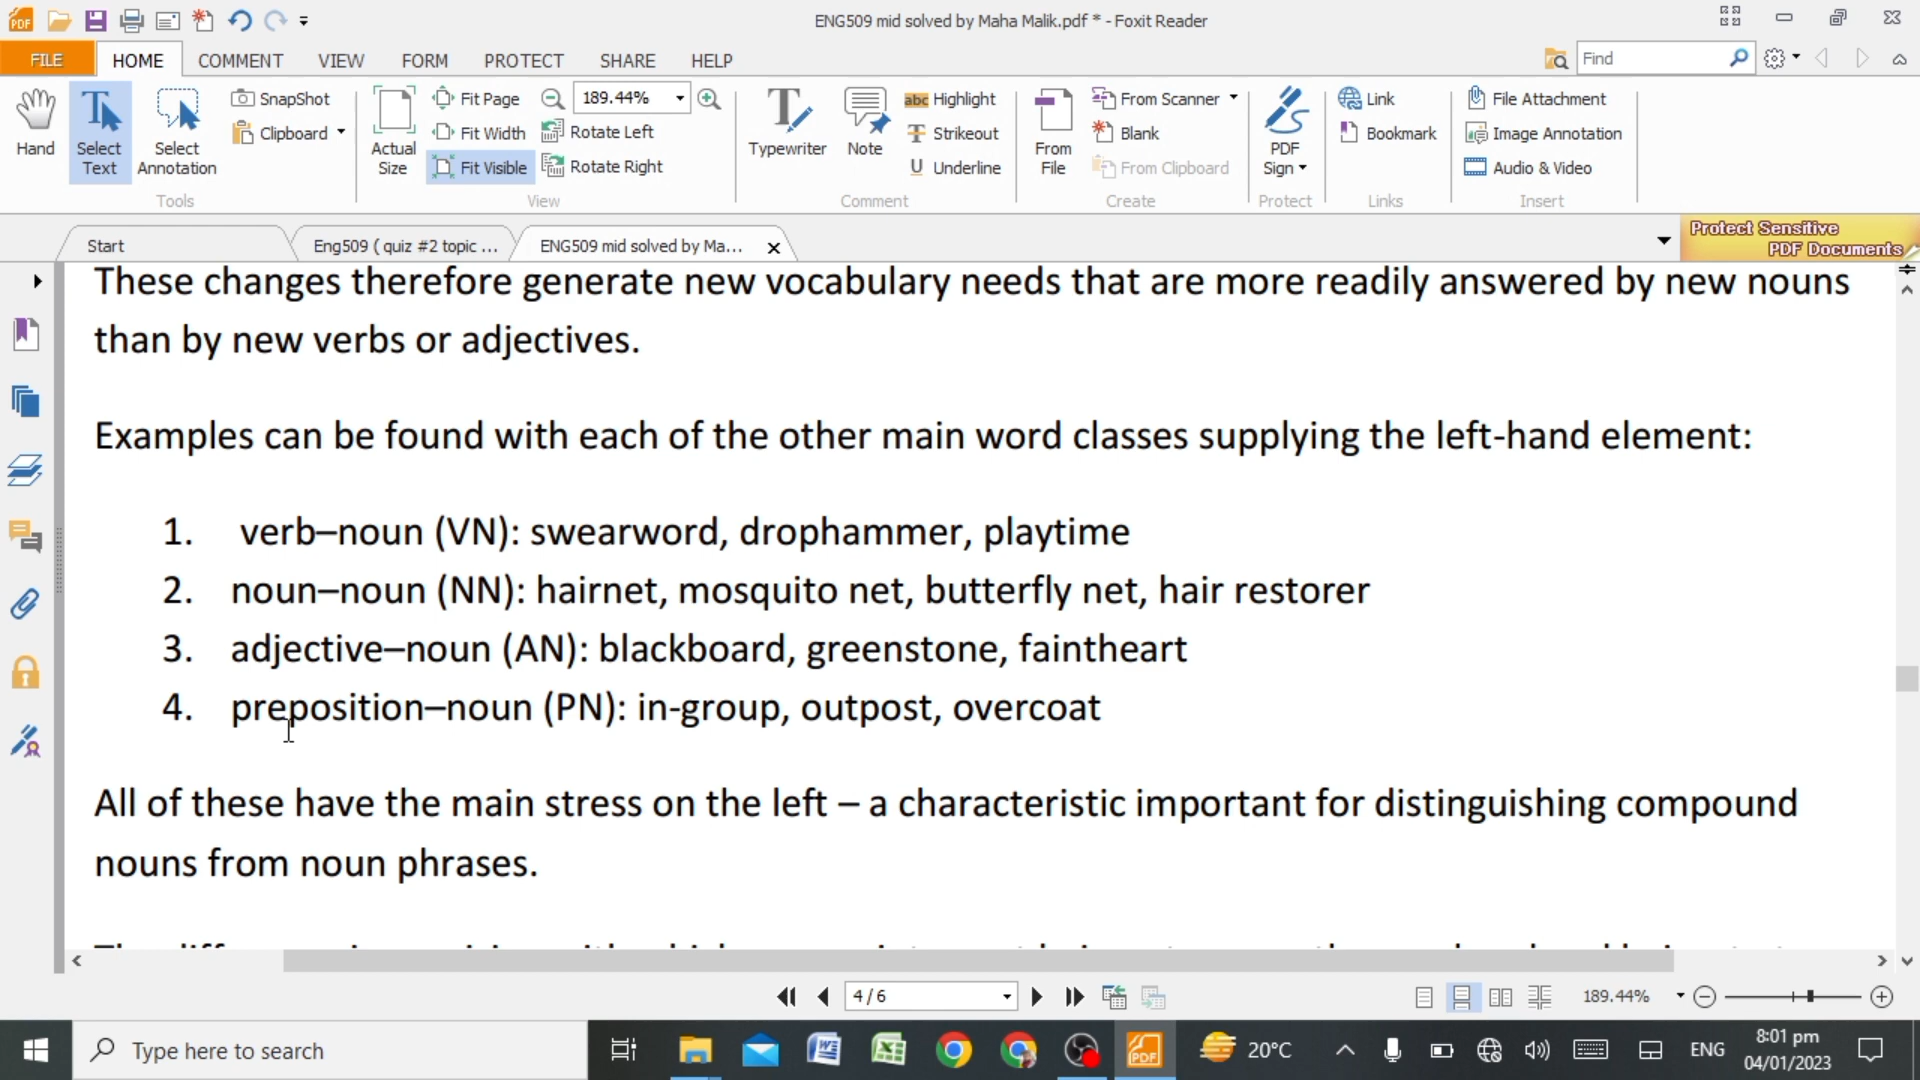 ENG509 mid solved by Maha Malik.pdf * - Foxit Reader
FILE HOME COMMENT VIEW FORM PROTECT SHARE HELP
Find
Hand
Select Text
Select Annotation
SnapShot
Clipboard
Tools
Actual Size
Fit Page
Fit Width
Fit Visible
189.44%
Rotate Left
Rotate Right
View
Typewriter
Note
Highlight
Strikeout
Underline
Comment
From File
From Scanner
Blank
From Clipboard
Create
PDF Sign
Protect
Link
Bookmark
Links
File Attachment
Image Annotation
Audio & Video
Insert
Start
Eng509 ( quiz #2 topic ...
ENG509 mid solved by Ma...
Protect Sensitive
PDF Documents
These changes therefore generate new vocabulary needs that are more readily answered by new nouns
than by new verbs or adjectives.
Examples can be found with each of the other main word classes supplying the left-hand element:
1. verb–noun (VN): swearword, drophammer, playtime
2. noun–noun (NN): hairnet, mosquito net, butterfly net, hair restorer
3. adjective–noun (AN): blackboard, greenstone, faintheart
4. preposition–noun (PN): in-group, outpost, overcoat
All of these have the main stress on the left – a characteristic important for distinguishing compound
nouns from noun phrases.
4 / 6
189.44%
Type here to search
20°C
ENG
8:01 pm
04/01/2023